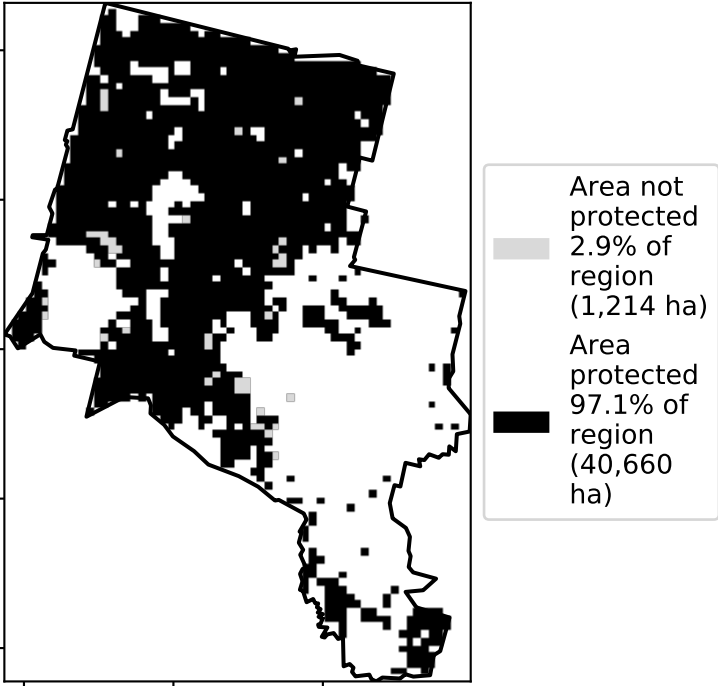 Area not
protected
2.9% of
region
(1,214 ha)
Area
protected
97.1% of
region
(40,660
ha)